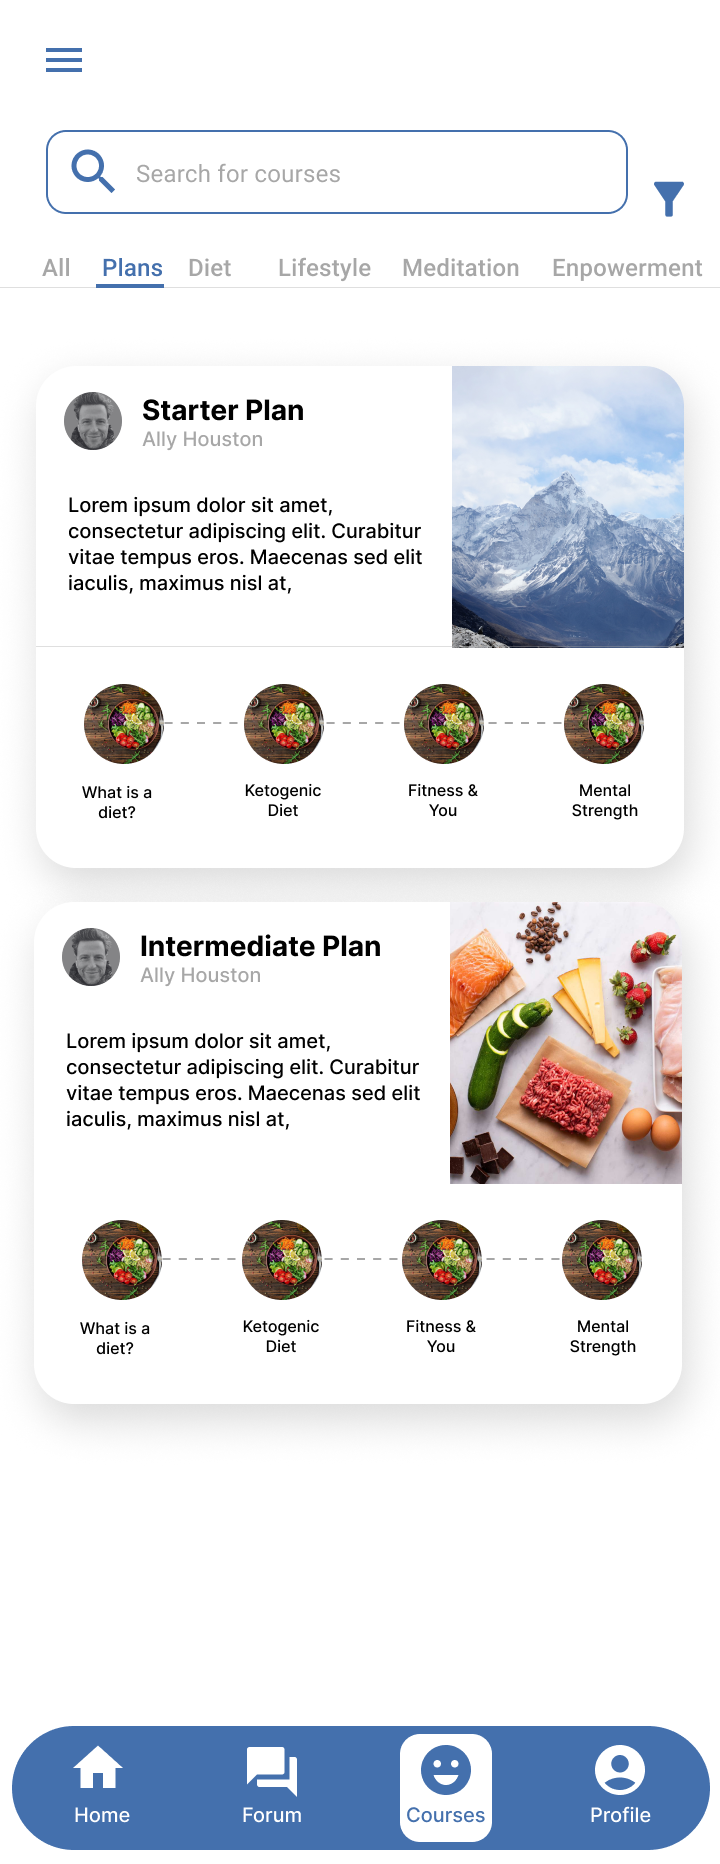 Search for courses
All Plans Diet Lifestyle Meditation Enpowerment
Starter Plan
Ally Houston
Lorem ipsum dolor sit amet,
consectetur adipiscing elit. Curabitur
vitae tempus eros. Maecenas sed elit
iaculis, maximus nisl at,
What is a
diet?
Ketogenic
Diet
Fitness &
You
Mental
Strength
Intermediate Plan
Ally Houston
Lorem ipsum dolor sit amet,
consectetur adipiscing elit. Curabitur
vitae tempus eros. Maecenas sed elit
iaculis, maximus nisl at,
What is a
diet?
Ketogenic
Diet
Fitness &
You
Mental
Strength
Home Forum Courses Profile